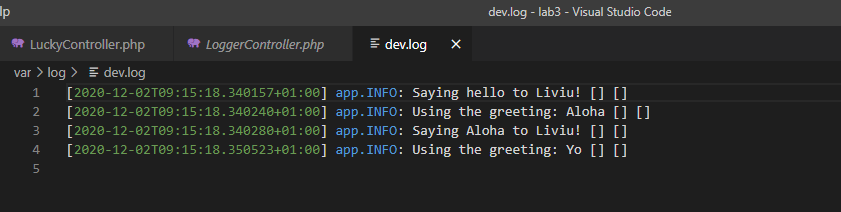 lp dev.log - lab3 - Visual Studio Code
LuckyController.php LoggerController.php dev.log ×
var > log > dev.log
1 [2020-12-02T09:15:18.340157+01:00] app.INFO: Saying hello to Liviu! [] []
2 [2020-12-02T09:15:18.340240+01:00] app.INFO: Using the greeting: Aloha [] []
3 [2020-12-02T09:15:18.340280+01:00] app.INFO: Saying Aloha to Liviu! [] []
4 [2020-12-02T09:15:18.350523+01:00] app.INFO: Using the greeting: Yo [] []
5